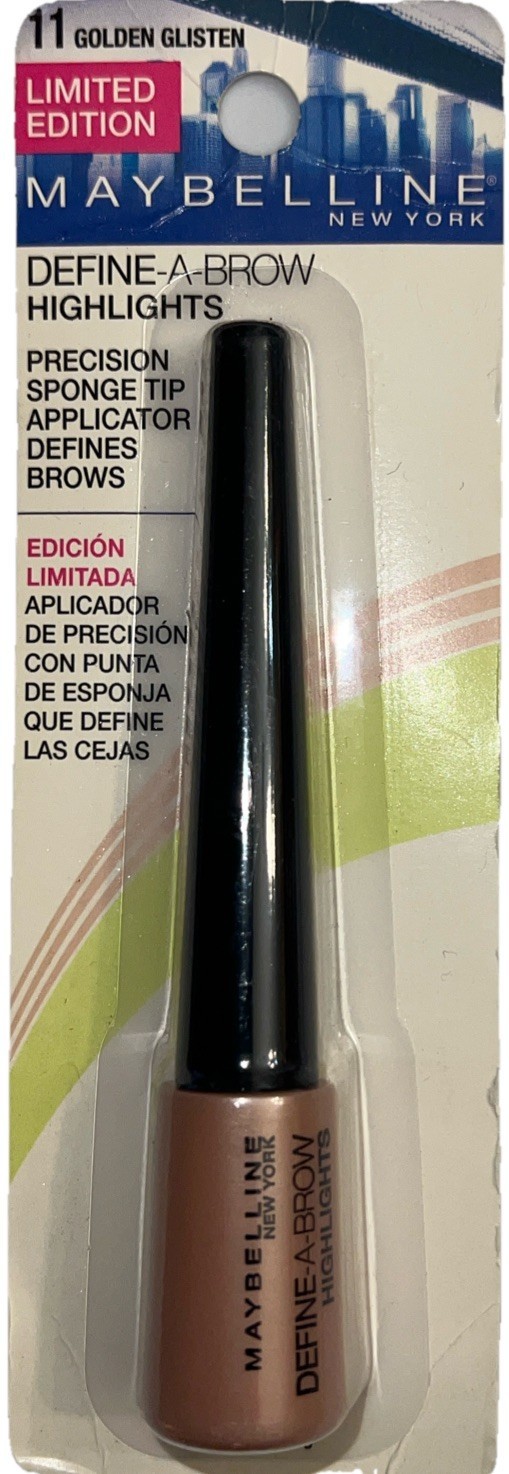 11 GOLDEN GLISTEN
LIMITED
EDITION
MAYBELLINE®
NEW YORK
DEFINE-A-BROW
HIGHLIGHTS
PRECISION
SPONGE TIP
APPLICATOR
DEFINES
BROWS
EDICIÓN
LIMITADA
APLICADOR
DE PRECISIÓN
CON PUNTA
DE ESPONJA
QUE DEFINE
LAS CEJAS
MAYBELLINE
NEW YORK
DEFINE-A-BROW
HIGHLIGHTS